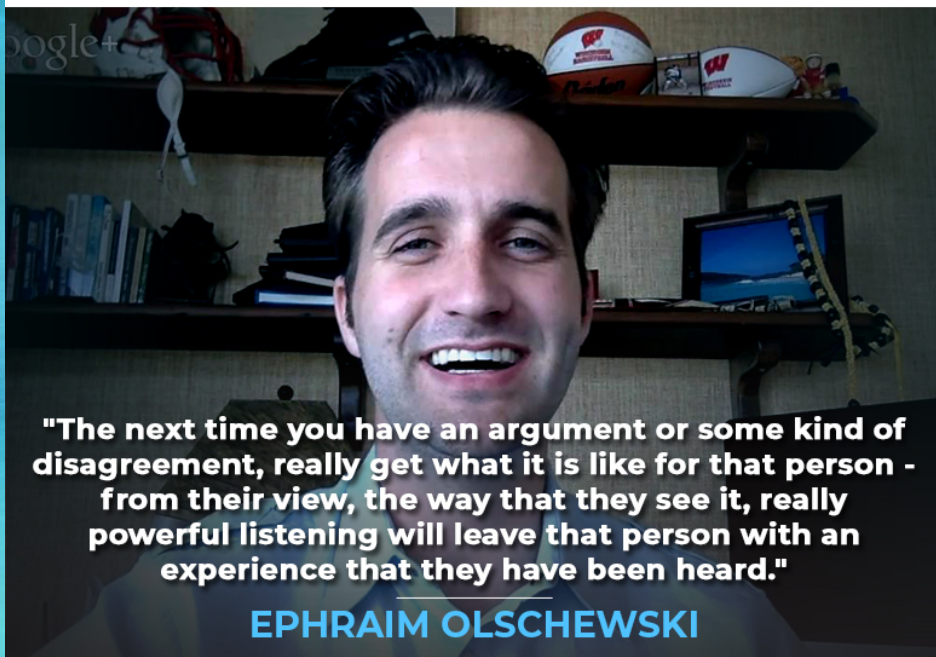 "The next time you have an argument or some kind of
disagreement, really get what it is like for that person -
from their view, the way that they see it, really
powerful listening will leave that person with an
experience that they have been heard."
EPHRAIM OLSCHEWSKI